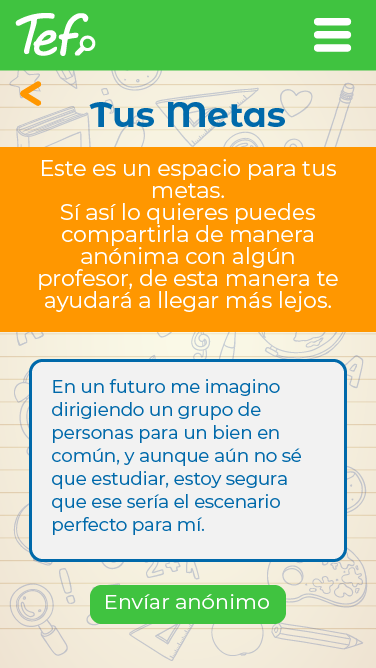 Tef
Tus Metas
Este es un espacio para tus
metas.
Sí así lo quieres puedes
compartirla de manera
anónima con algún
profesor, de esta manera te
ayudará a llegar más lejos.
En un futuro me imagino
dirigiendo un grupo de
personas para un bien en
común, y aunque aún no sé
que estudiar, estoy segura
que ese sería el escenario
perfecto para mí.
Envíar anónimo